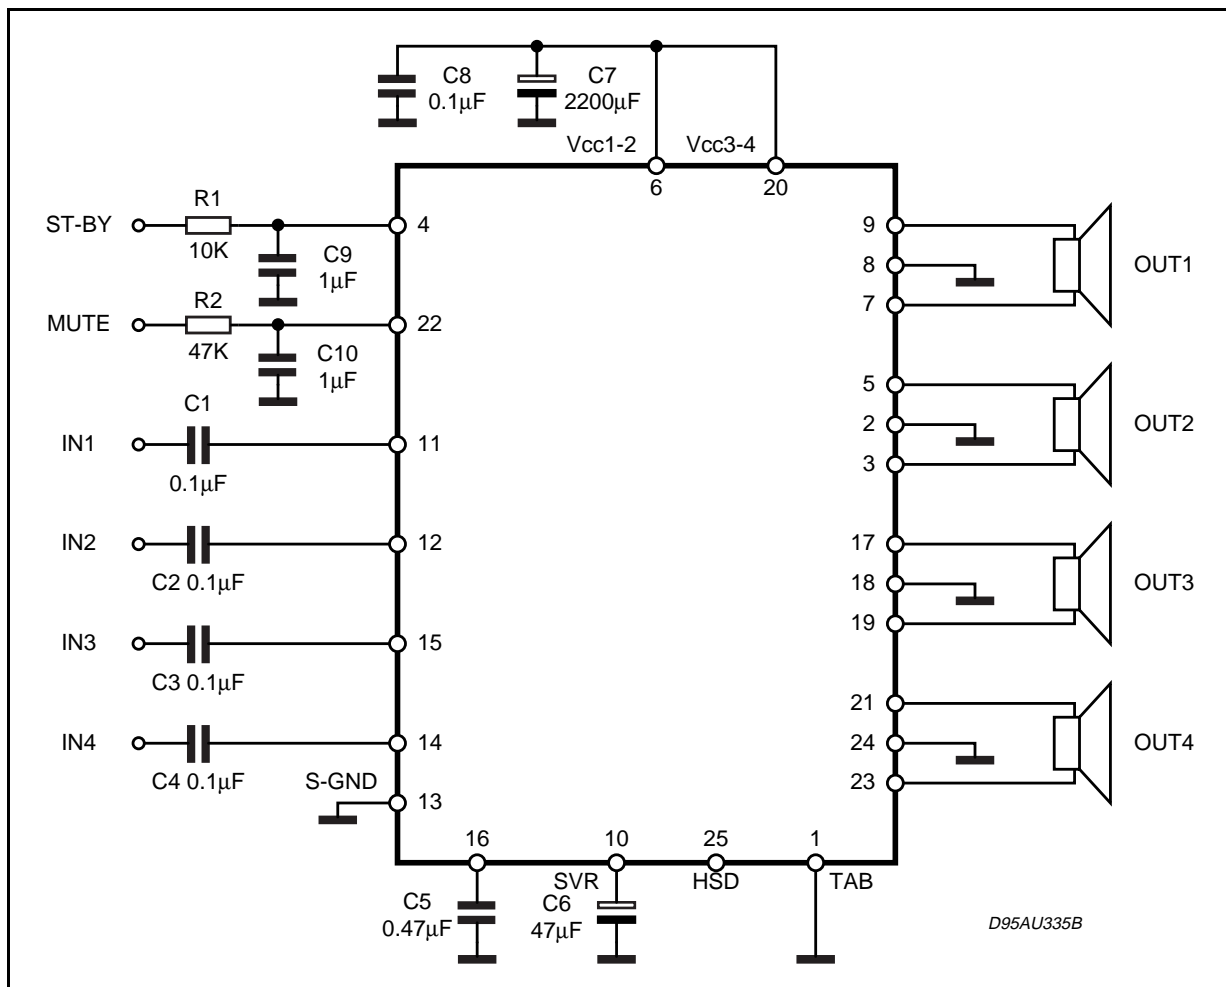 C8
0.1µF
C7
2200µF
Vcc1-2
Vcc3-4
6
20
ST-BY
R1
10K
C9
1µF
4
MUTE
R2
47K
C10
1µF
22
IN1
C1
0.1µF
11
IN2
C2 0.1µF
12
IN3
C3 0.1µF
15
IN4
C4 0.1µF
14
S-GND
13
9
8
7
OUT1
5
2
3
OUT2
17
18
19
OUT3
21
24
23
OUT4
16
10
25
1
SVR
HSD
TAB
C5
0.47µF
C6
47µF
D95AU335B